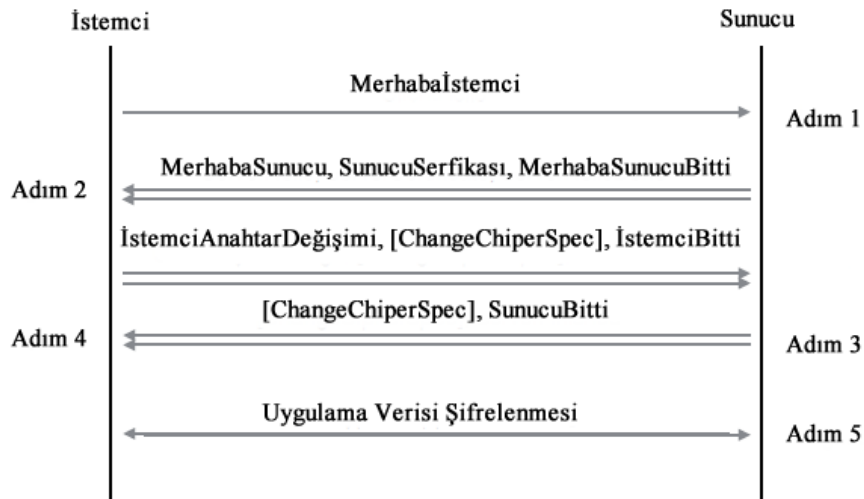 İstemci
Sunucu
Merhabaİstemci
Adım 1
MerhabaSunucu, SunucuSerfikası, MerhabaSunucuBitti
Adım 2
İstemciAnahtarDeğişimi, [ChangeChiperSpec], İstemciBitti
[ChangeChiperSpec], SunucuBitti
Adım 4
Adım 3
Uygulama Verisi Şifrelenmesi
Adım 5